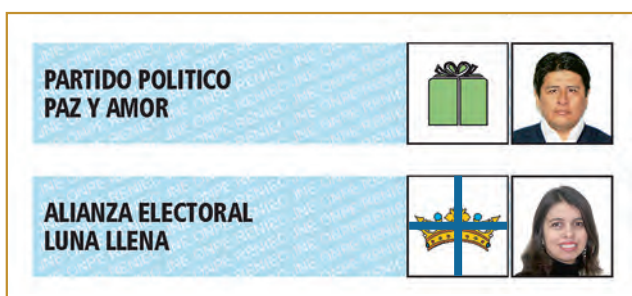 PARTIDO POLITICO
PAZ Y AMOR
ALIANZA ELECTORAL
LUNA LLENA